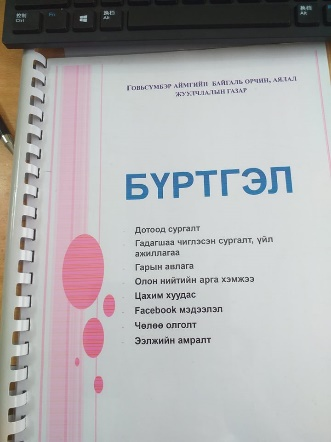 ГОВЬСҮМБЭР АЙМГИЙН БАЙГАЛЬ ОРЧИН, АЯЛАЛ
ЖУУЛЧЛАЛЫН ГАЗАР
БҮРТГЭЛ
Дотоод сургалт
Гадагшаа чиглэсэн сургалт, үйл
ажиллагаа
Гарын авлага
Олон нийтийн арга хэмжээ
Цахим хуудас
Facebook мэдээлэл
Чөлөө олголт
Ээлжийн амралт